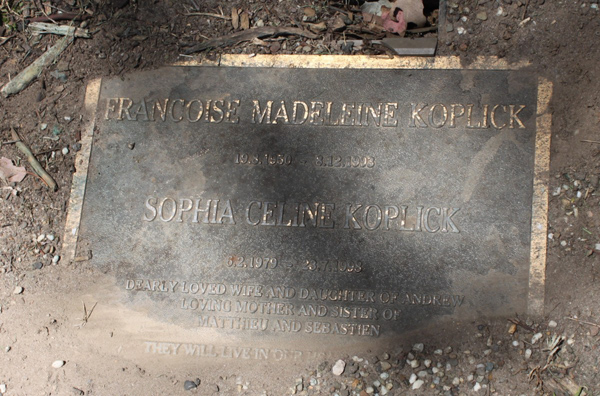 FRANCOISE MADELEINE KOPLICK
SOPHIA CELINE KOPLICK
DEARLY LOVED WIFE AND DAUGHTER OF ANDREW
LOVING MOTHER AND SISTER OF
MATTHIEU AND SEBASTIEN
THEY WILL LIVE IN OUR